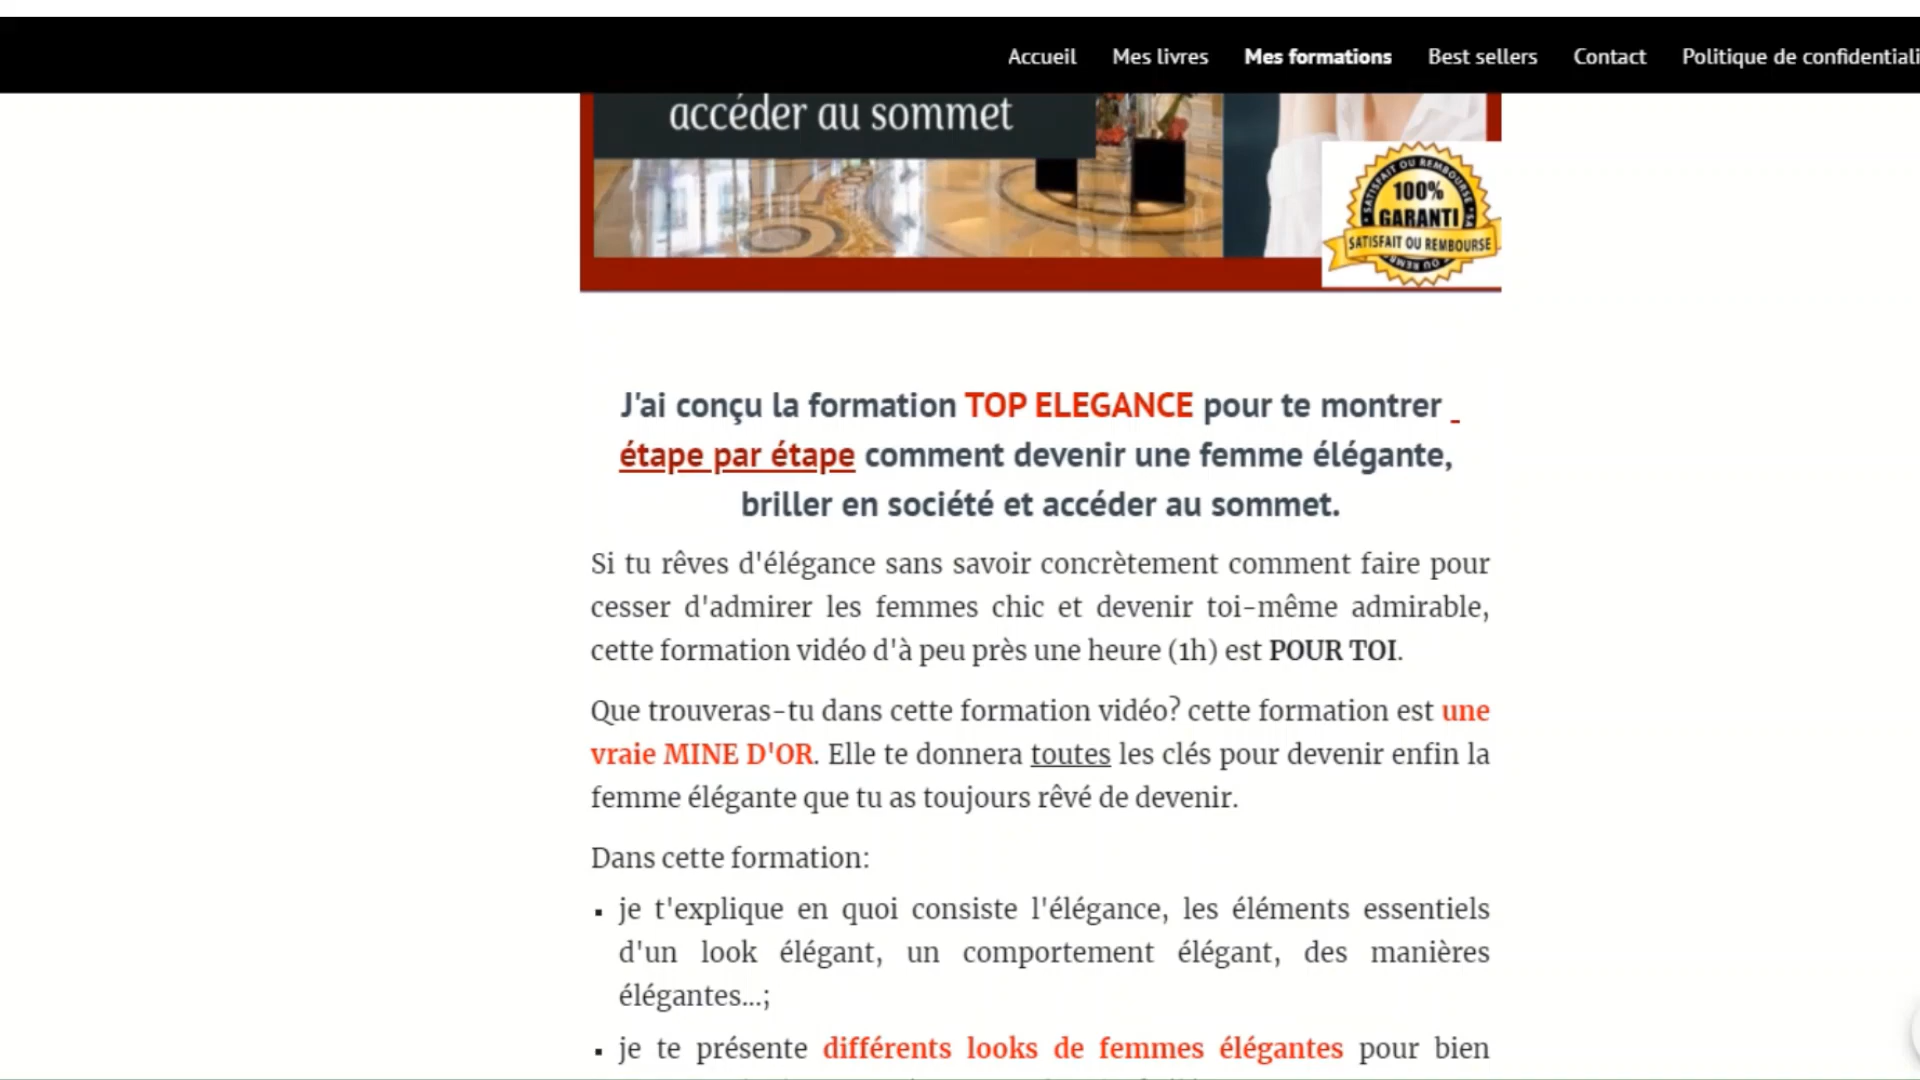 Accueil Mes livres Mes formations Best sellers Contact Politique de confidentiali
accéder au sommet
SATISFAIT OU REMBOURSE
100%
GARANTI
SATISFAIT OU REMBOURSE
J'ai conçu la formation TOP ELEGANCE pour te montrer
étape par étape comment devenir une femme élégante,
briller en société et accéder au sommet.
Si tu rêves d'élégance sans savoir concrètement comment faire pour
cesser d'admirer les femmes chic et devenir toi-même admirable,
cette formation vidéo d'à peu près une heure (1h) est POUR TOI.
Que trouveras-tu dans cette formation vidéo? cette formation est une
vraie MINE D'OR. Elle te donnera toutes les clés pour devenir enfin la
femme élégante que tu as toujours rêvé de devenir.
Dans cette formation:
▪ je t'explique en quoi consiste l'élégance, les éléments essentiels
d'un look élégant, un comportement élégant, des manières
élégantes...;
▪ je te présente différents looks de femmes élégantes pour bien